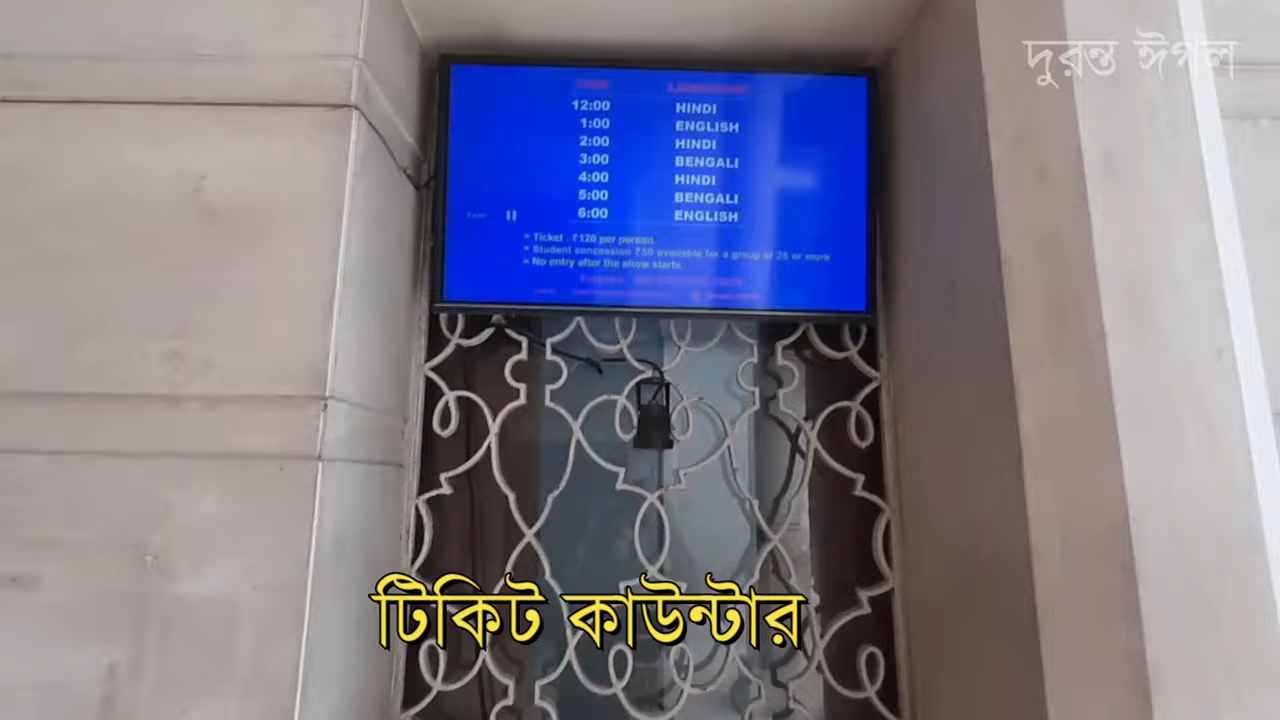 দুরন্ত ঈগল
12:00 HINDI
1:00 ENGLISH
2:00 HINDI
3:00 BENGALI
4:00 HINDI
5:00 BENGALI
6:00 ENGLISH
* Ticket : ₹120 per person.
* Student concession ₹50 available for a group of 25 or more
* No entry after the show starts.
টিকিট কাউন্টার